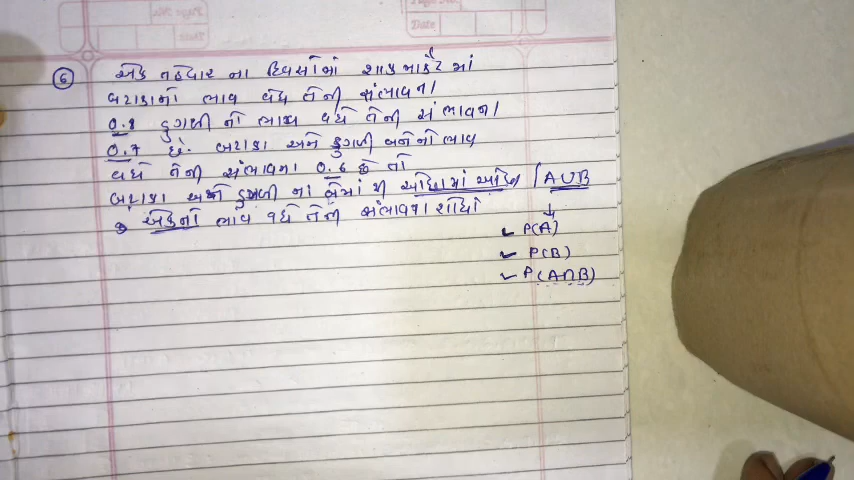 6 એક તહેવાર ના દિવસોમાં શાક માર્કેટ માં
બટાકાનો ભાવ વધે તેની સંભાવના
0.8 ડુંગળી નો ભાવ વધે તેની સંભાવના
0.7 છે. બટાકા અને ડુંગળી બંનેનો ભાવ
વધે તેની સંભાવના 0.6 છે તો
બટાકા અને ડુંગળી નાં બેમાં થી ઓછામાં ઓછા / A∪B
એકનો ભાવ વધે તેની સંભાવના શોધો
✓ P(A)
✓ P(B)
✓ P(A∩B)